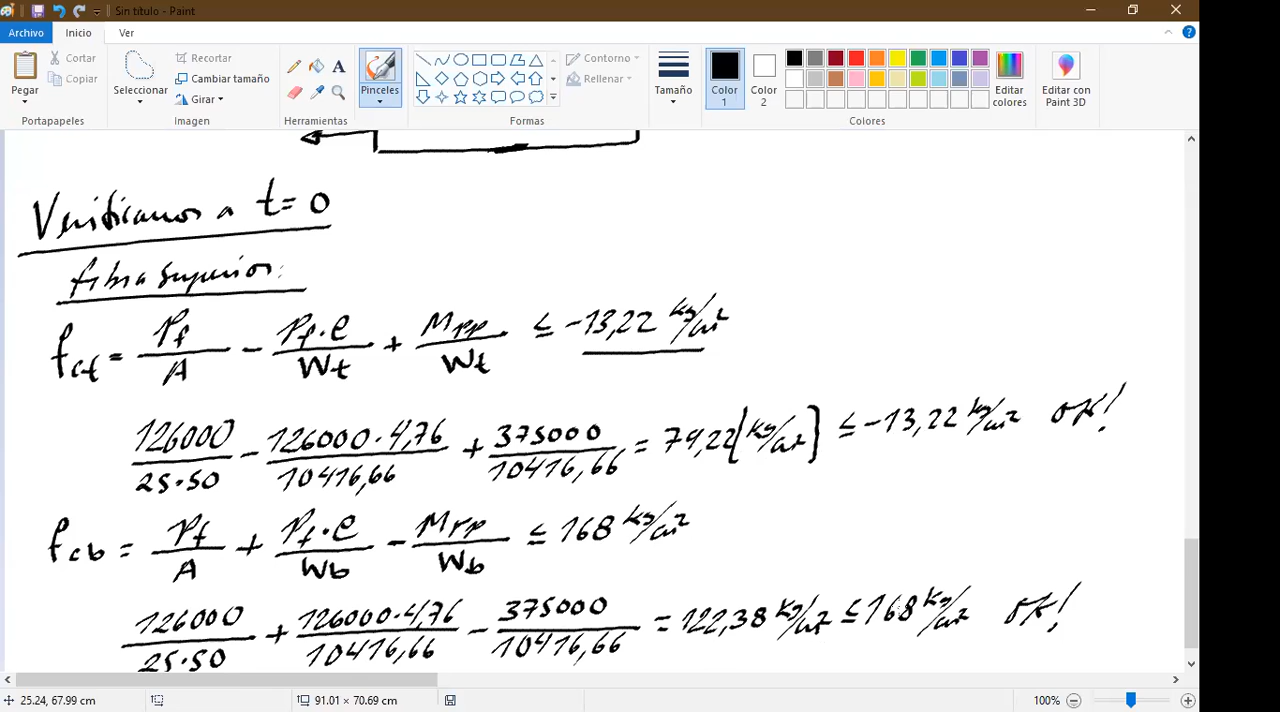 Sin título - Paint
Archivo Inicio Ver
Pegar
Cortar
Copiar
Portapapeles
Seleccionar
Recortar
Cambiar tamaño
Girar
Imagen
A
Herramientas
Pinceles
Contorno
Rellenar
Formas
Tamaño
Color 1
Color 2
Editar colores
Editar con Paint 3D
Colores
Verificamos a t=0
fibra superior:
fct = Pf/A - Pf·e/Wt + Mpp/Wt ≤ -13,22 kg/cm²
126000/25·50 - 126000·4,76/10416,66 + 375000/10416,66 = 79,22 [kg/cm²] ≤ -13,22 kg/cm² OK!
fcb = Pf/A + Pf·e/Wb - Mpp/Wb ≤ 168 kg/cm²
126000/25·50 + 126000·4,76/10416,66 - 375000/10416,66 = 122,38 kg/cm² ≤ 168 kg/cm² OK!
25.24, 67.99 cm
91.01 × 70.69 cm
100%